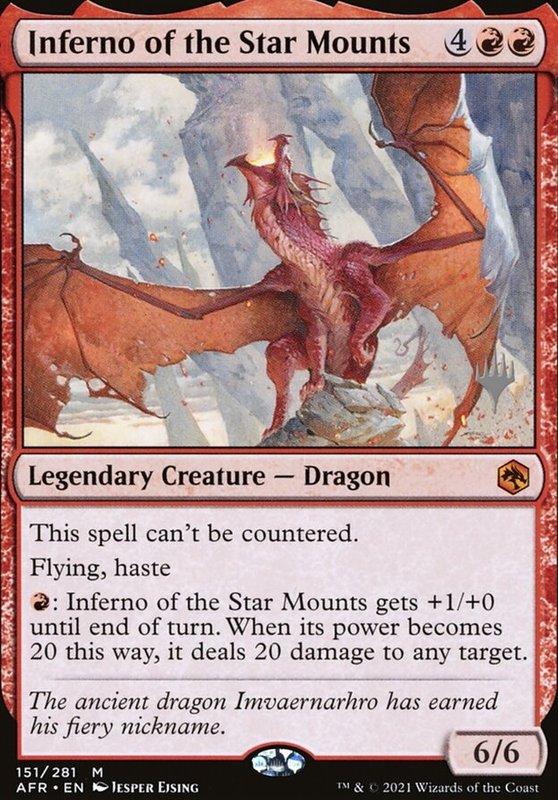 Inferno of the Star Mounts 4
Legendary Creature — Dragon
This spell can't be countered.
Flying, haste
: Inferno of the Star Mounts gets +1/+0
until end of turn. When its power becomes
20 this way, it deals 20 damage to any target.
The ancient dragon Imvaernarhro has earned
his fiery nickname.
6/6
151/281 M
AFR • EN Jesper Ejsing
™ & © 2021 Wizards of the Coast